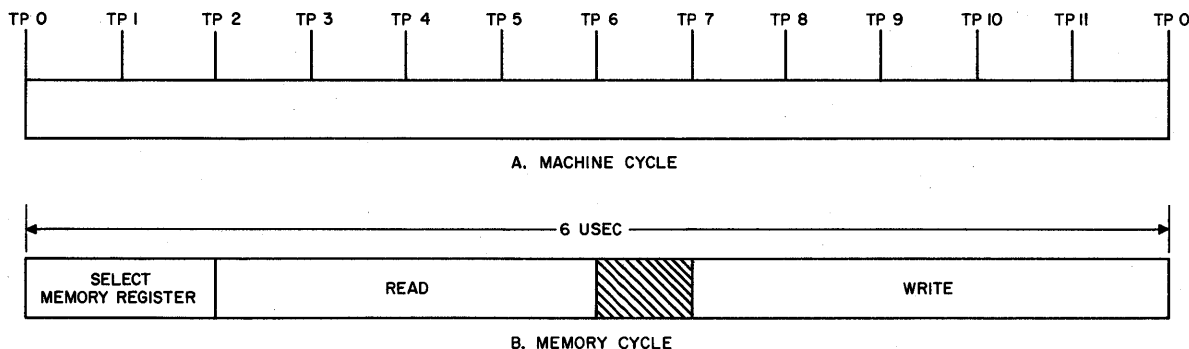 TP 0 TP 1 TP 2 TP 3 TP 4 TP 5 TP 6 TP 7 TP 8 TP 9 TP 10 TP 11 TP 0
A. MACHINE CYCLE
6 USEC
SELECT
MEMORY REGISTER
READ
WRITE
B. MEMORY CYCLE